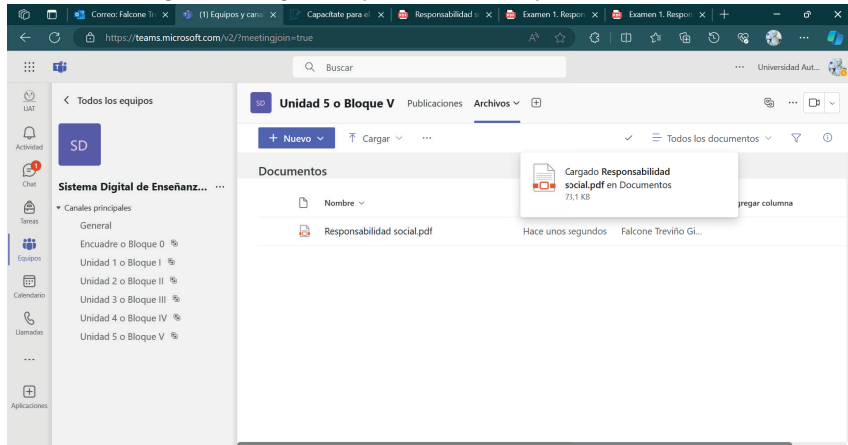 Correo: Falcone Tr
(1) Equipos y cana
Capacítate para el
Responsabilidad s
Examen 1. Respon
Examen 1. Respon
https://teams.microsoft.com/v2/?meetingjoin=true
Buscar
Universidad Aut...
UAT
Actividad
1
Chat
Tareas
Equipos
Calendario
Llamadas
Aplicaciones
Todos los equipos
SD
Sistema Digital de Enseñanz...
Canales principales
General
Encuadre o Bloque 0
Unidad 1 o Bloque I
Unidad 2 o Bloque II
Unidad 3 o Bloque III
Unidad 4 o Bloque IV
Unidad 5 o Bloque V
SD Unidad 5 o Bloque V Publicaciones Archivos
+ Nuevo Cargar ... Todos los documentos
Documentos
Cargado Responsabilidad
social.pdf en Documentos
73,1 KB
Nombre
gregar columna
Responsabilidad social.pdf Hace unos segundos Falcone Treviño Gi...